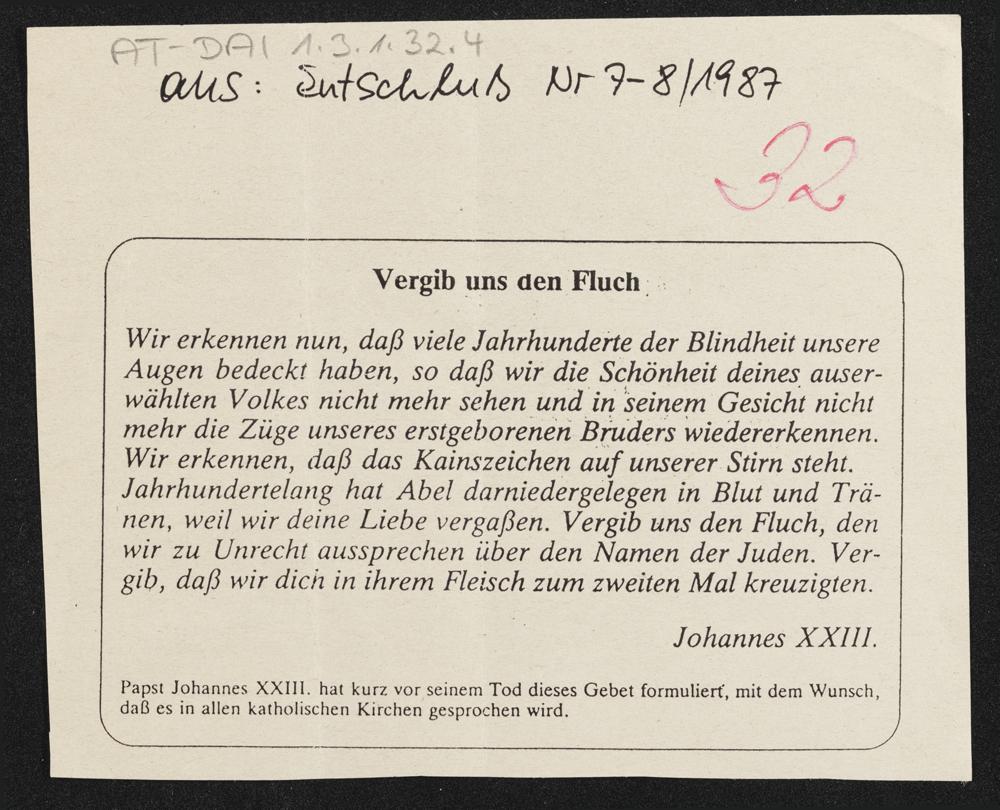 AT-DAI 1.3.1.32.4
aus: Entschluß Nr 7-8/1987
32
Vergib uns den Fluch
Wir erkennen nun, daß viele Jahrhunderte der Blindheit unsere
Augen bedeckt haben, so daß wir die Schönheit deines auser-
wählten Volkes nicht mehr sehen und in seinem Gesicht nicht
mehr die Züge unseres erstgeborenen Bruders wiedererkennen.
Wir erkennen, daß das Kainszeichen auf unserer Stirn steht.
Jahrhundertelang hat Abel darniedergelegen in Blut und Trä-
nen, weil wir deine Liebe vergaßen. Vergib uns den Fluch, den
wir zu Unrecht aussprechen über den Namen der Juden. Ver-
gib, daß wir dich in ihrem Fleisch zum zweiten Mal kreuzigten.
Johannes XXIII.
Papst Johannes XXIII. hat kurz vor seinem Tod dieses Gebet formuliert, mit dem Wunsch,
daß es in allen katholischen Kirchen gesprochen wird.